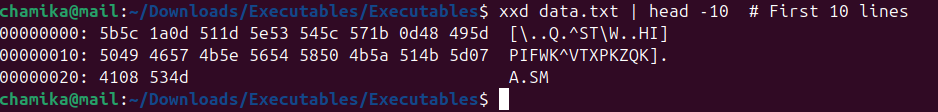 chamika@mail:~/Downloads/Executables/Executables$ xxd data.txt | head -10  # First 10 lines
00000000: 5b5c 1a0d 511d 5e53 545c 571b 0d48 495d  [\..Q.^ST\W..HI]
00000010: 5049 4657 4b5e 5654 5850 4b5a 514b 5d07  PIFWK^VTXPKZQK].
00000020: 4108 534d                                A.SM
chamika@mail:~/Downloads/Executables/Executables$